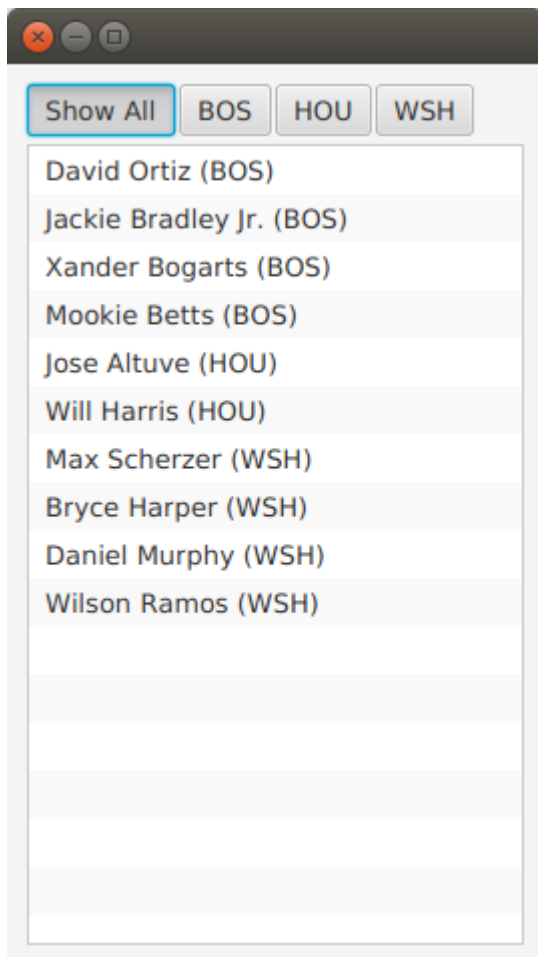 Show All BOS HOU WSH
David Ortiz (BOS)
Jackie Bradley Jr. (BOS)
Xander Bogarts (BOS)
Mookie Betts (BOS)
Jose Altuve (HOU)
Will Harris (HOU)
Max Scherzer (WSH)
Bryce Harper (WSH)
Daniel Murphy (WSH)
Wilson Ramos (WSH)